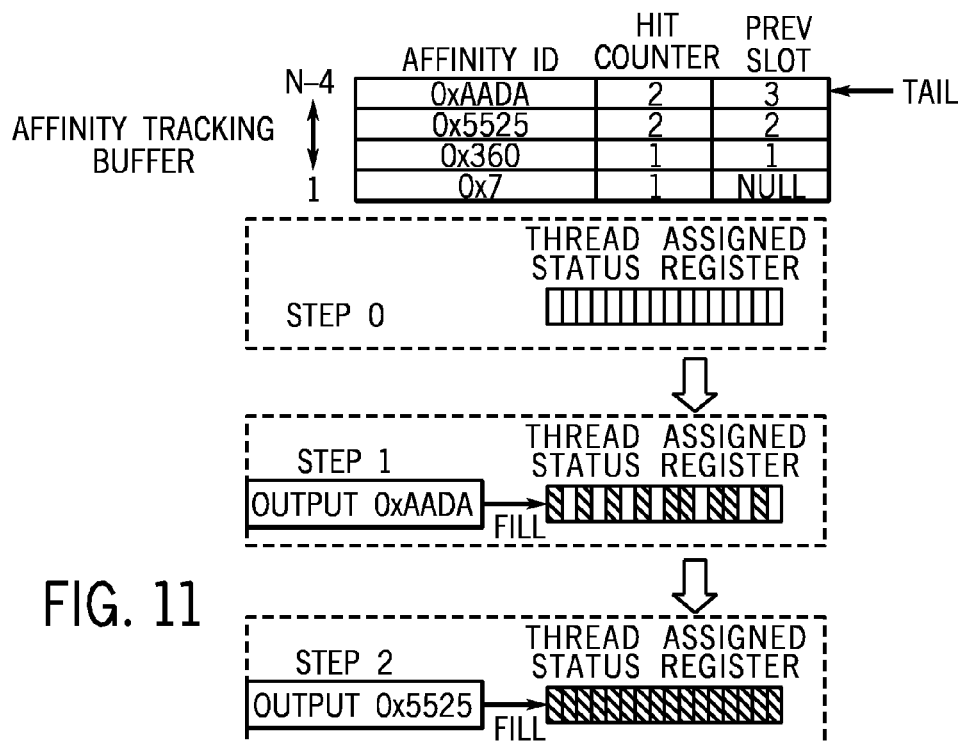 HIT PREV
AFFINITY ID COUNTER SLOT
N–4 0xAADA 2 3 TAIL
AFFINITY TRACKING 0x5525 2 2
BUFFER 0x360 1 1
1 0x7 1 NULL
THREAD ASSIGNED
STATUS REGISTER
STEP 0
THREAD ASSIGNED
STATUS REGISTER
STEP 1
OUTPUT 0xAADA
FILL
FIG. 11
THREAD ASSIGNED
STATUS REGISTER
STEP 2
OUTPUT 0x5525
FILL